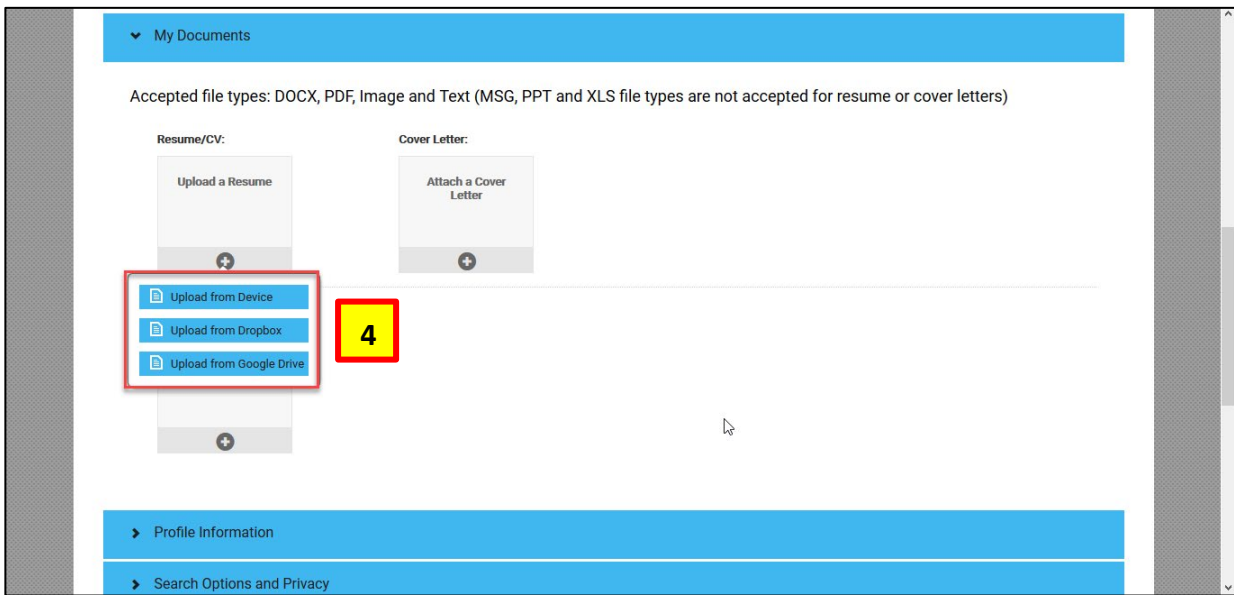 My Documents
Accepted file types: DOCX, PDF, Image and Text (MSG, PPT and XLS file types are not accepted for resume or cover letters)
Resume/CV:
Cover Letter:
Upload a Resume
Attach a Cover
Letter
Upload from Device
Upload from Dropbox
Upload from Google Drive
4
Profile Information
Search Options and Privacy